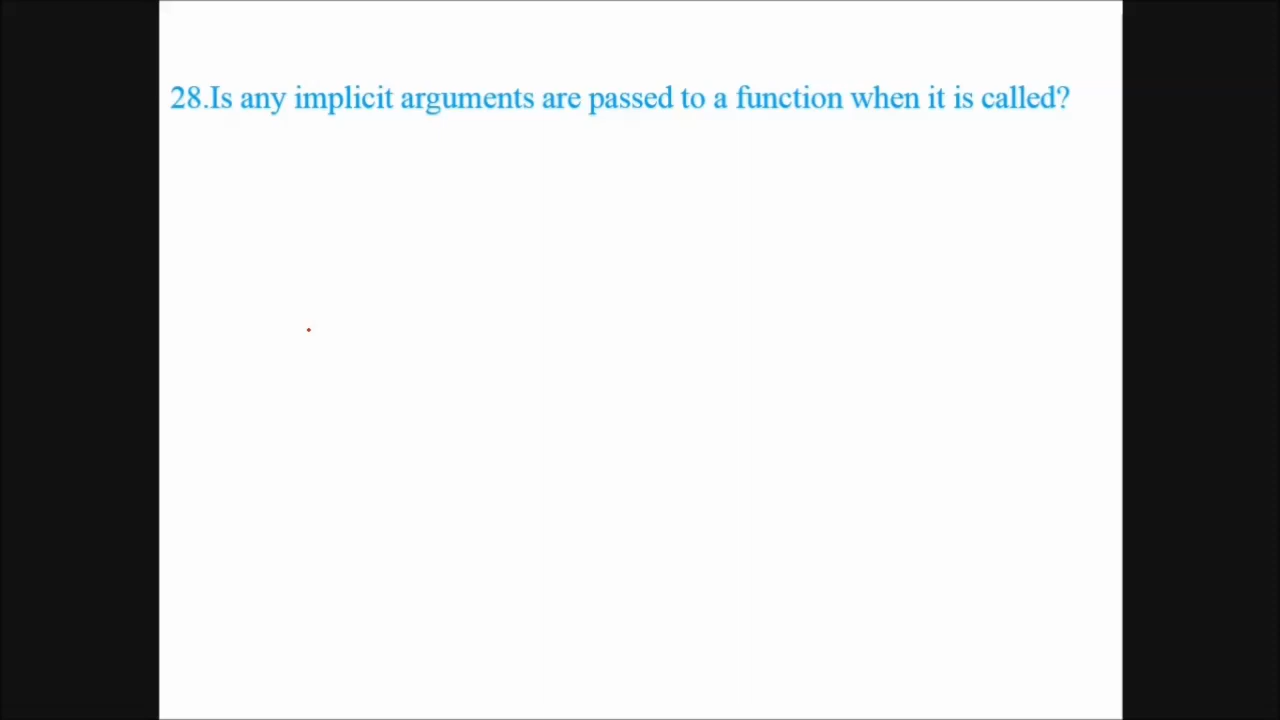 28.Is any implicit arguments are passed to a function when it is called?